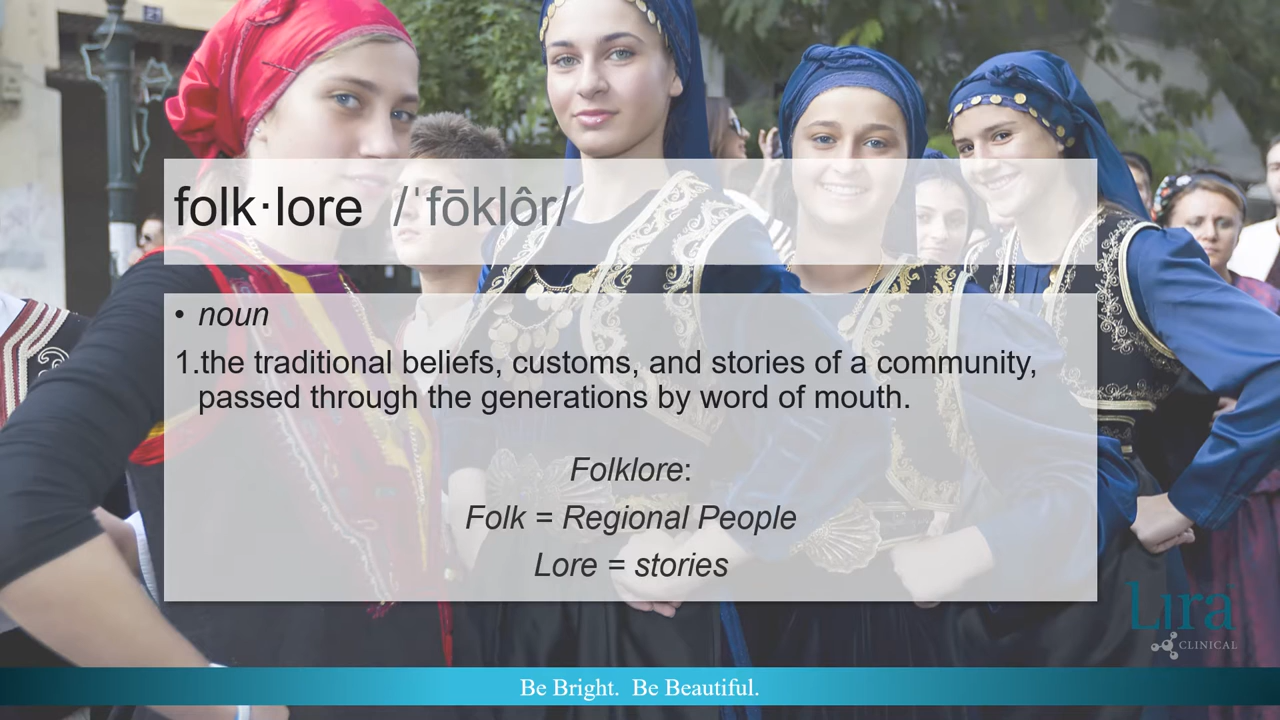 23
folk·lore /ˈfōklôr/
• noun
1.the traditional beliefs, customs, and stories of a community,
passed through the generations by word of mouth.
Folklore:
Folk = Regional People
Lore = stories
Lira
CLINICAL
Be Bright. Be Beautiful.